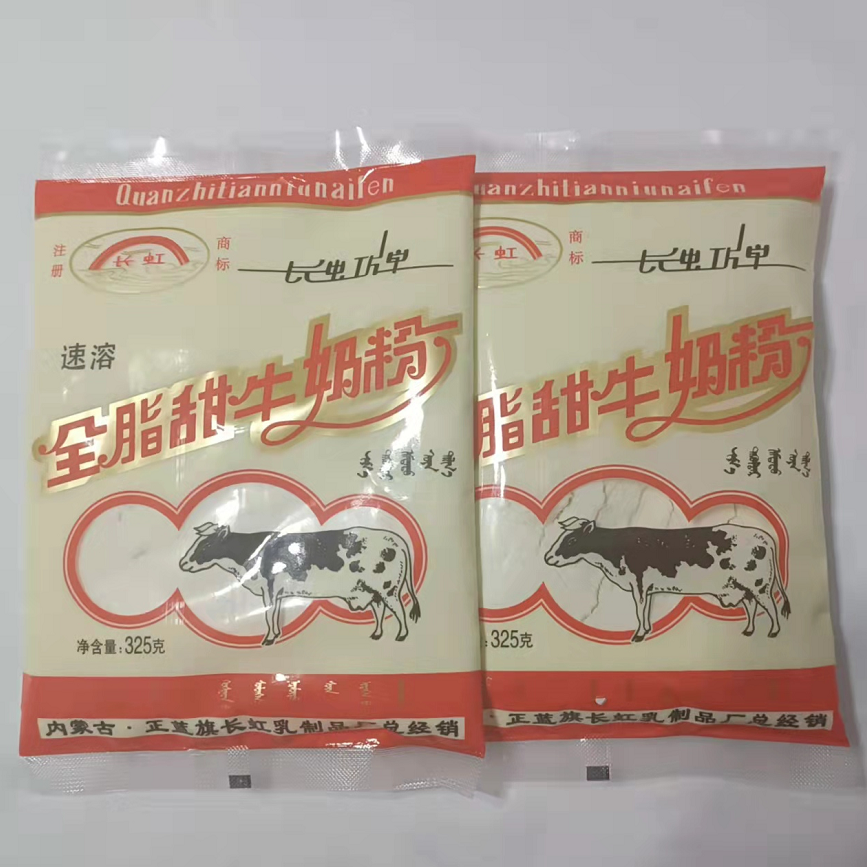 Quanzhitianniunaifen
注册 长虹 商标
长虹牌
速溶
全脂甜牛奶粉
净含量:325克
内蒙古·正蓝旗长虹乳制品厂总经销
uanzhitianniunaifen
长虹 商标
长虹牌
脂甜牛奶粉
:325克
·正蓝旗长虹乳制品厂总经销